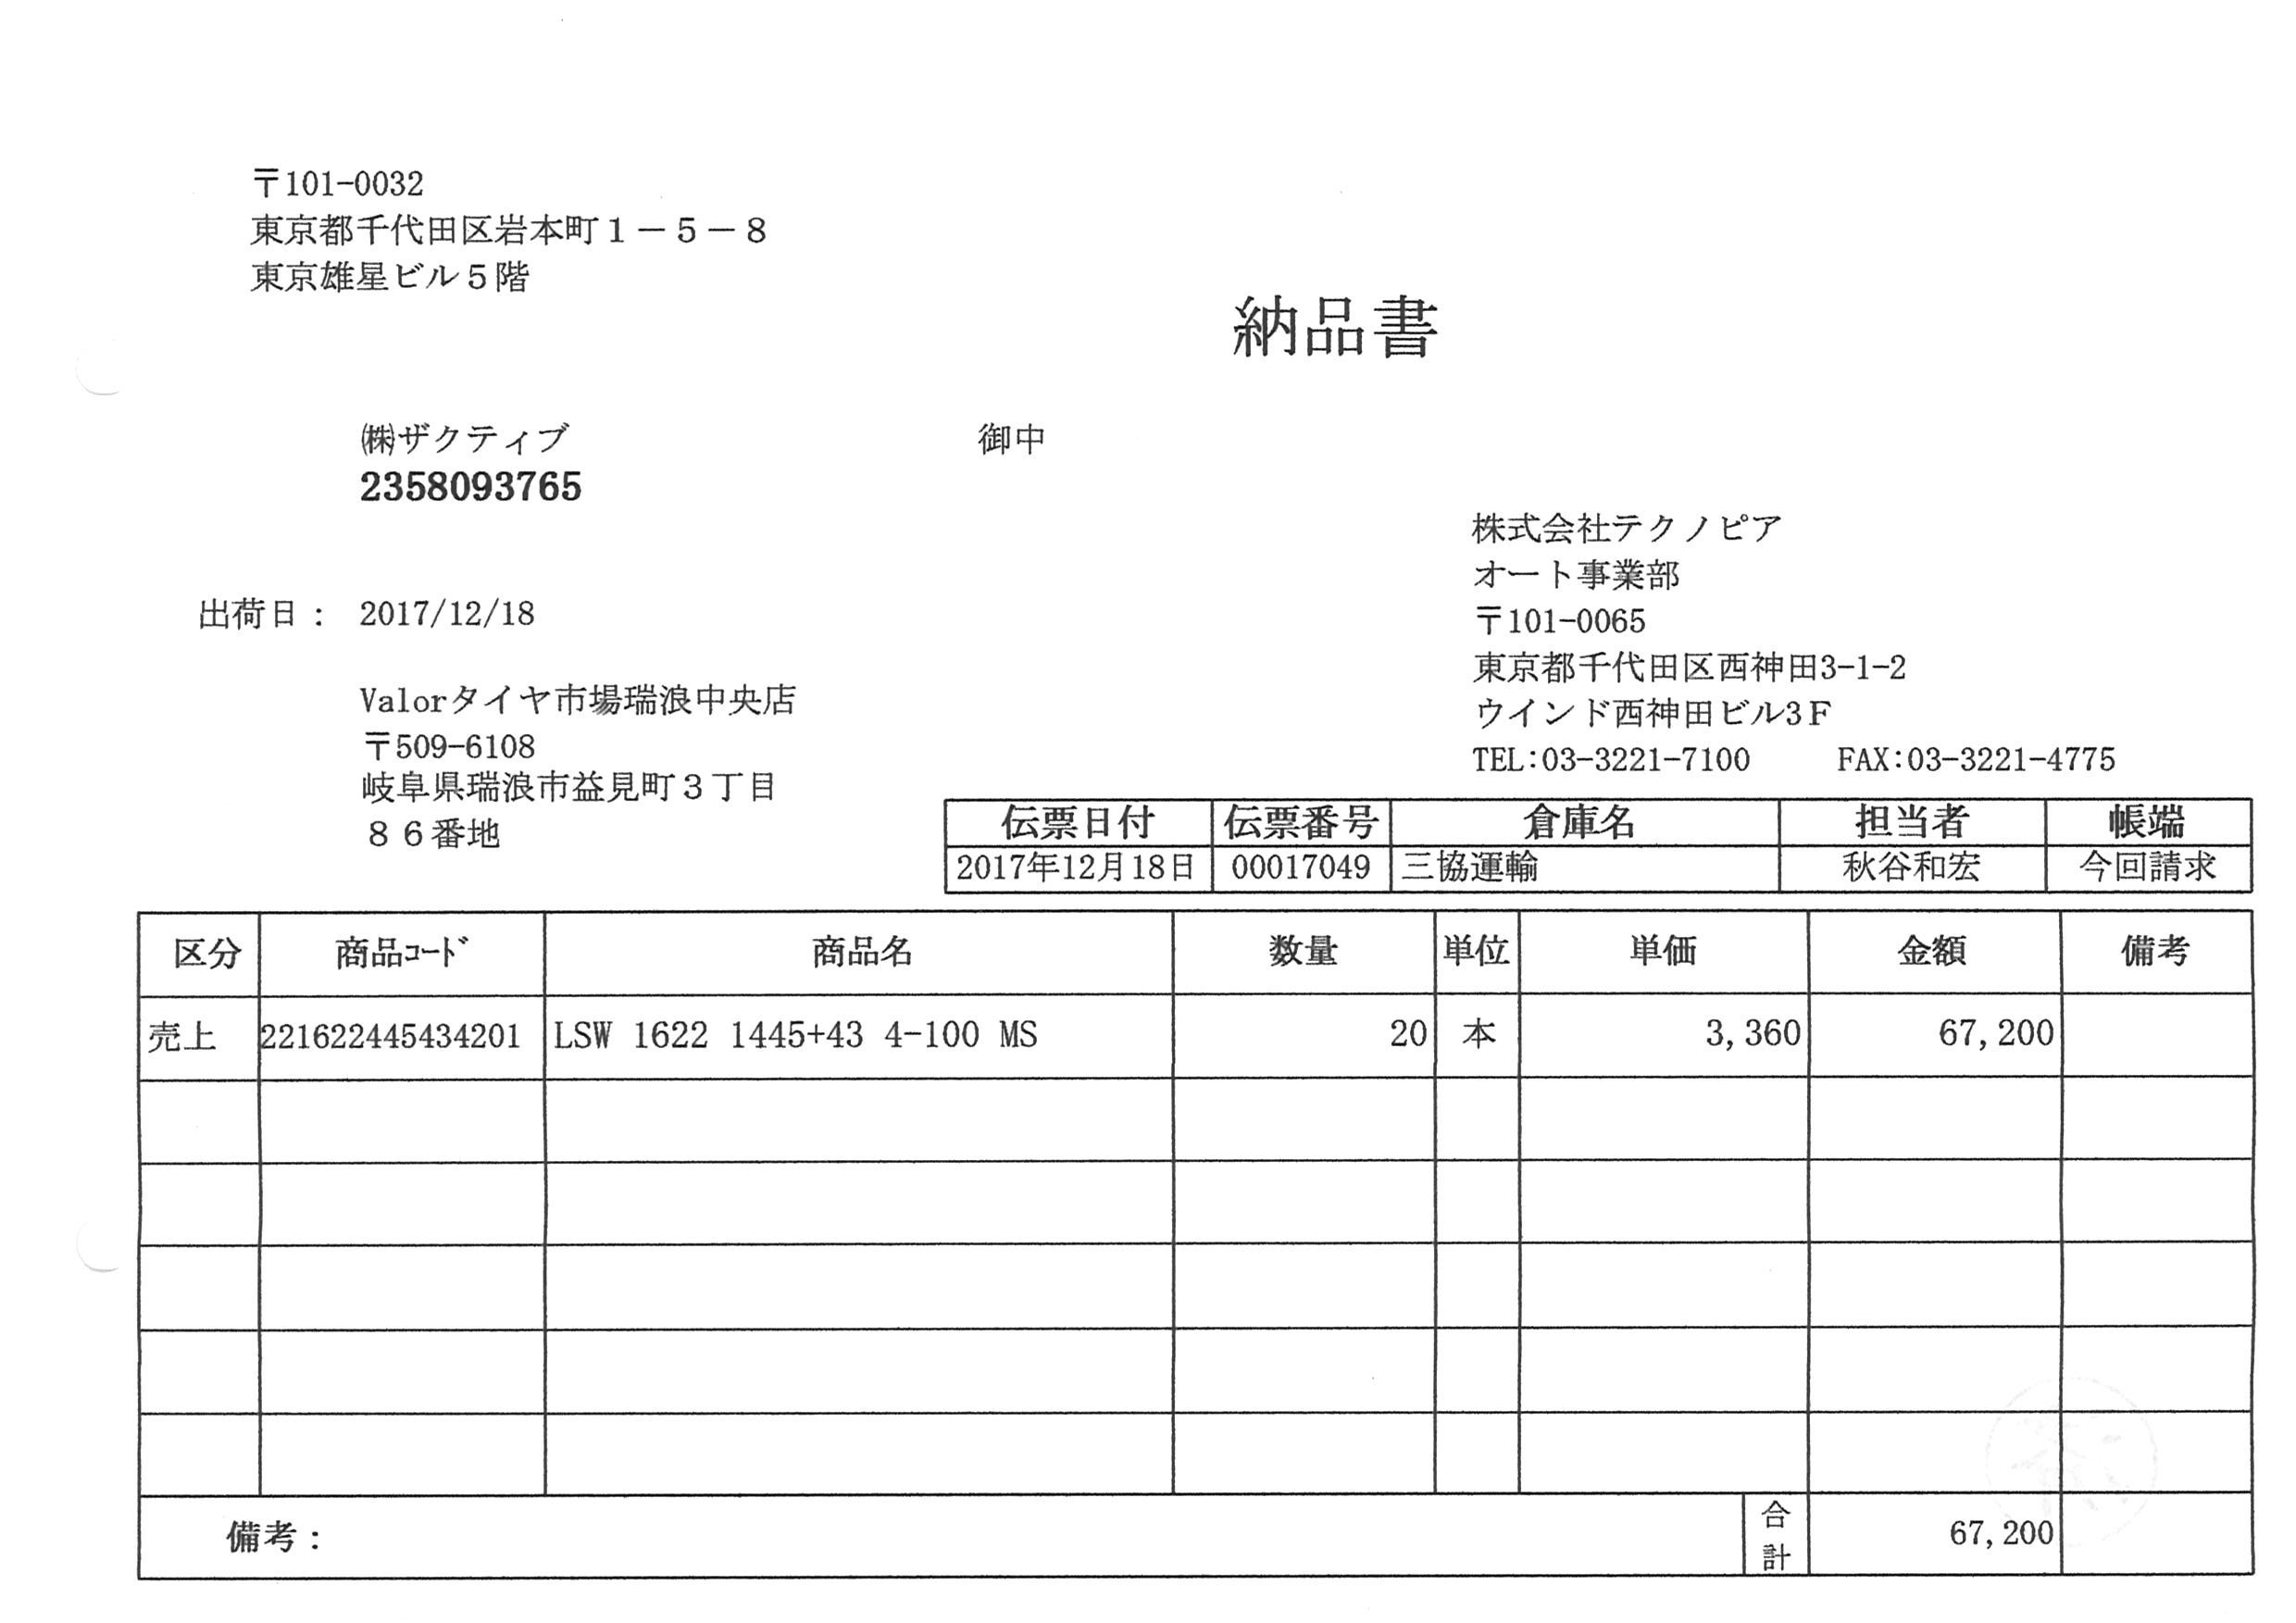 〒101-0032
東京都千代田区岩本町１－５－８
東京雄星ビル５階
納品書
㈱ザクティブ 御中
2358093765
株式会社テクノピア
オート事業部
〒101-0065
東京都千代田区西神田3-1-2
ウインド西神田ビル3Ｆ
TEL:03-3221-7100 FAX:03-3221-4775
出荷日： 2017/12/18
Valorタイヤ市場瑞浪中央店
〒509-6108
岐阜県瑞浪市益見町３丁目
８６番地
伝票日付 伝票番号 倉庫名 担当者 帳端
2017年12月18日 00017049 三協運輸 秋谷和宏 今回請求
区分 商品ｺｰﾄﾞ 商品名 数量 単位 単価 金額 備考
売上 221622445434201 LSW 1622 1445+43 4-100 MS 20 本 3,360 67,200
備考： 合計 67,200